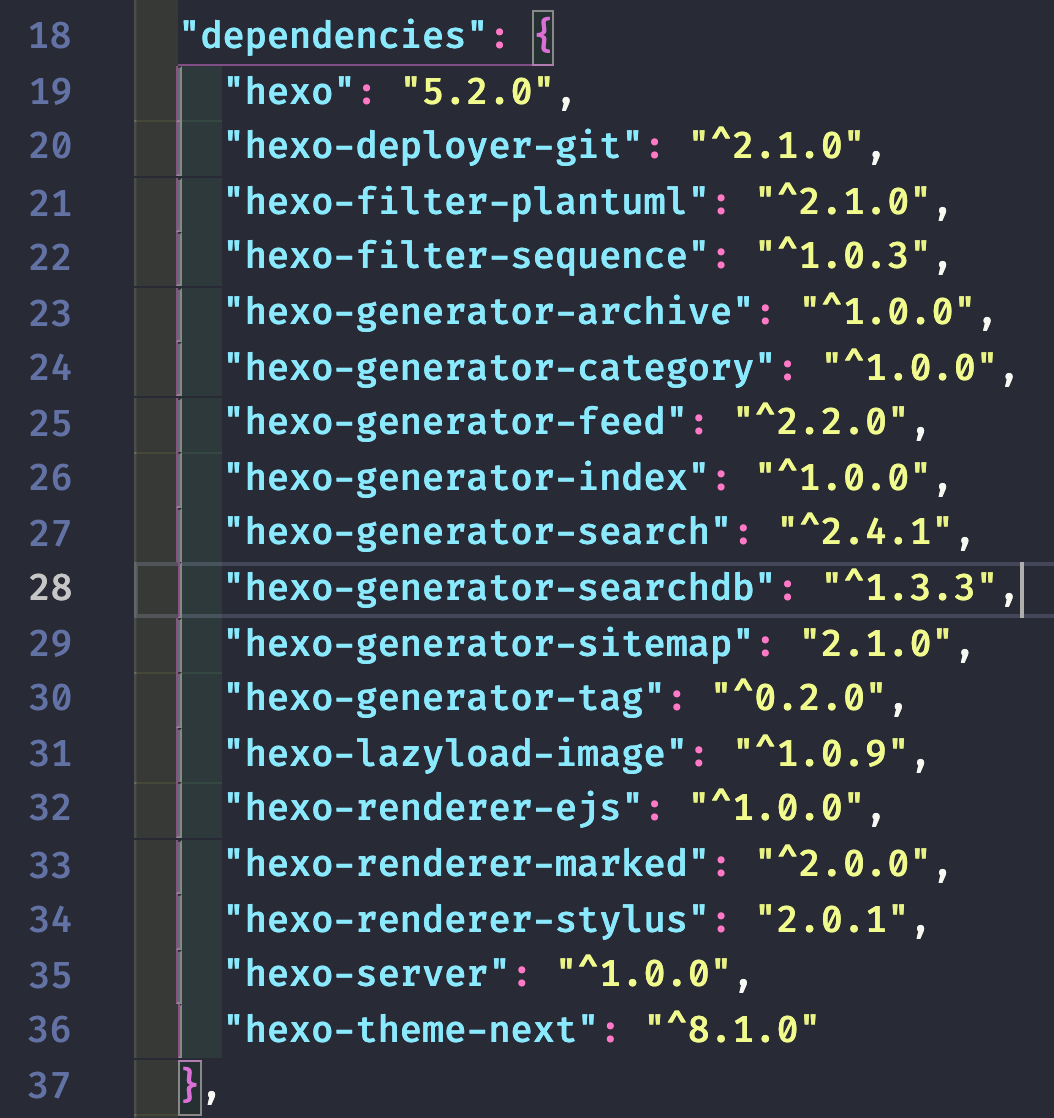 18 "dependencies": {
19 "hexo": "5.2.0",
20 "hexo-deployer-git": "^2.1.0",
21 "hexo-filter-plantuml": "^2.1.0",
22 "hexo-filter-sequence": "^1.0.3",
23 "hexo-generator-archive": "^1.0.0",
24 "hexo-generator-category": "^1.0.0",
25 "hexo-generator-feed": "^2.2.0",
26 "hexo-generator-index": "^1.0.0",
27 "hexo-generator-search": "^2.4.1",
28 "hexo-generator-searchdb": "^1.3.3",
29 "hexo-generator-sitemap": "2.1.0",
30 "hexo-generator-tag": "^0.2.0",
31 "hexo-lazyload-image": "^1.0.9",
32 "hexo-renderer-ejs": "^1.0.0",
33 "hexo-renderer-marked": "^2.0.0",
34 "hexo-renderer-stylus": "2.0.1",
35 "hexo-server": "^1.0.0",
36 "hexo-theme-next": "^8.1.0"
37 },